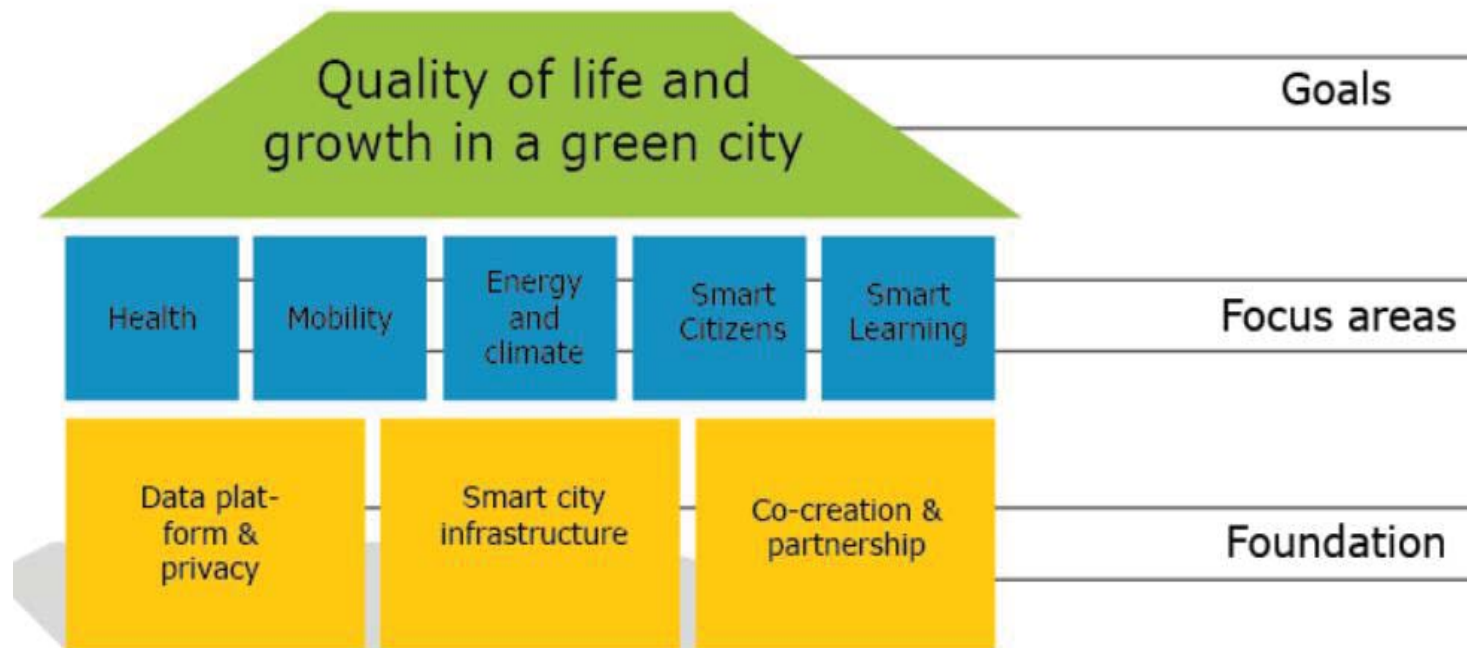 Quality of life and
growth in a green city
Goals
Health
Mobility
Energy
and
climate
Smart
Citizens
Smart
Learning
Focus areas
Data plat-
form &
privacy
Smart city
infrastructure
Co-creation &
partnership
Foundation